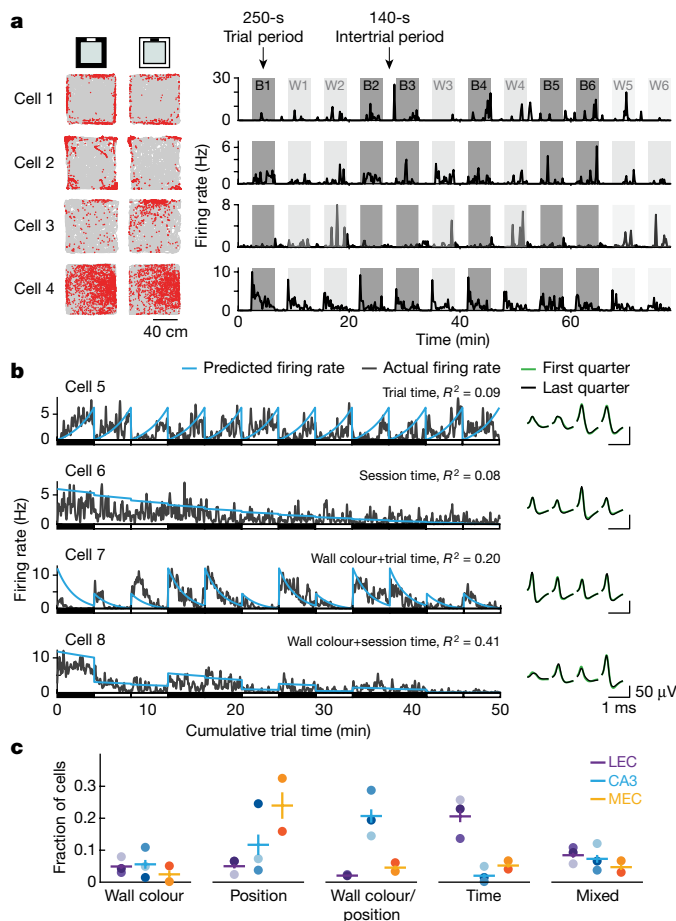 a
250-s
Trial period
140-s
Intertrial period
Cell 1
Cell 2
Cell 3
Cell 4
40 cm
B1 W1 W2 B2 B3 W3 B4 W4 B5 B6 W5 W6
30
0
6
0
8
0
10
0
Firing rate (Hz)
0 20 40 60
Time (min)
b
Predicted firing rate
Actual firing rate
First quarter
Last quarter
Cell 5
Trial time, R² = 0.09
5
0
Cell 6
Session time, R² = 0.08
5
0
Cell 7
Wall colour+trial time, R² = 0.20
10
0
Cell 8
Wall colour+session time, R² = 0.41
10
0
Firing rate (Hz)
0 10 20 30 40 50
Cumulative trial time (min)
50 µV
1 ms
c
LEC
CA3
MEC
0.3
0.2
0.1
0
Fraction of cells
Wall colour
Position
Wall colour/
position
Time
Mixed